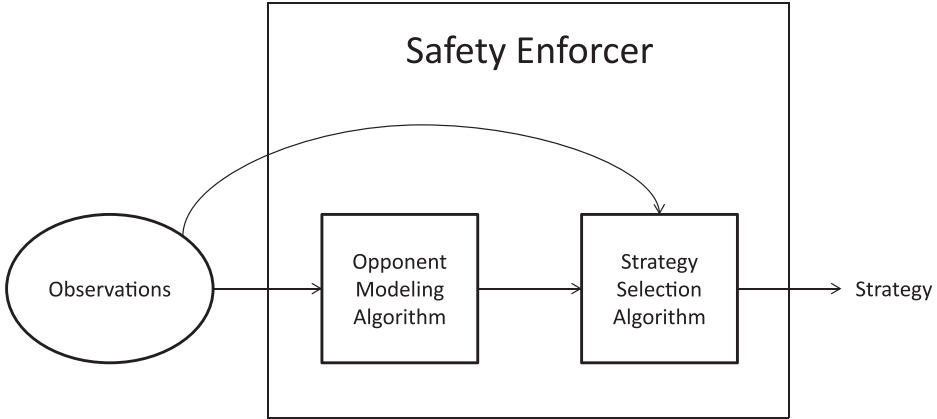 Safety Enforcer
Observations
Opponent
Modeling
Algorithm
Strategy
Selection
Algorithm
Strategy